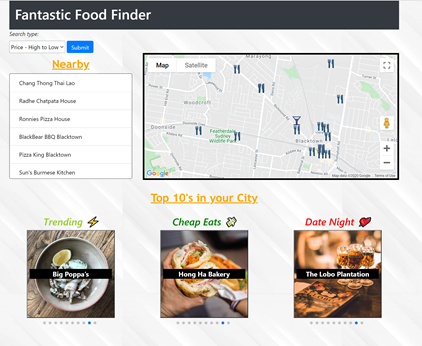 Fantastic Food Finder
Search type:
Price - High to Low
Submit
Nearby
Chang Thong Thai Lao
Radhe Chatpata House
Ronnies Pizza House
BlackBear BBQ Blacktown
Pizza King Blacktown
Sun's Burmese Kitchen
Map
Satellite
Marayong
Woodcroft
Doonside
Featherdale
Sydney
Wildlife Park
Blacktown
Google
Map data ©2020 Google
Terms of Use
Top 10's in your City
Trending
Cheap Eats
Date Night
Big Poppa's
Hong Ha Bakery
The Lobo Plantation